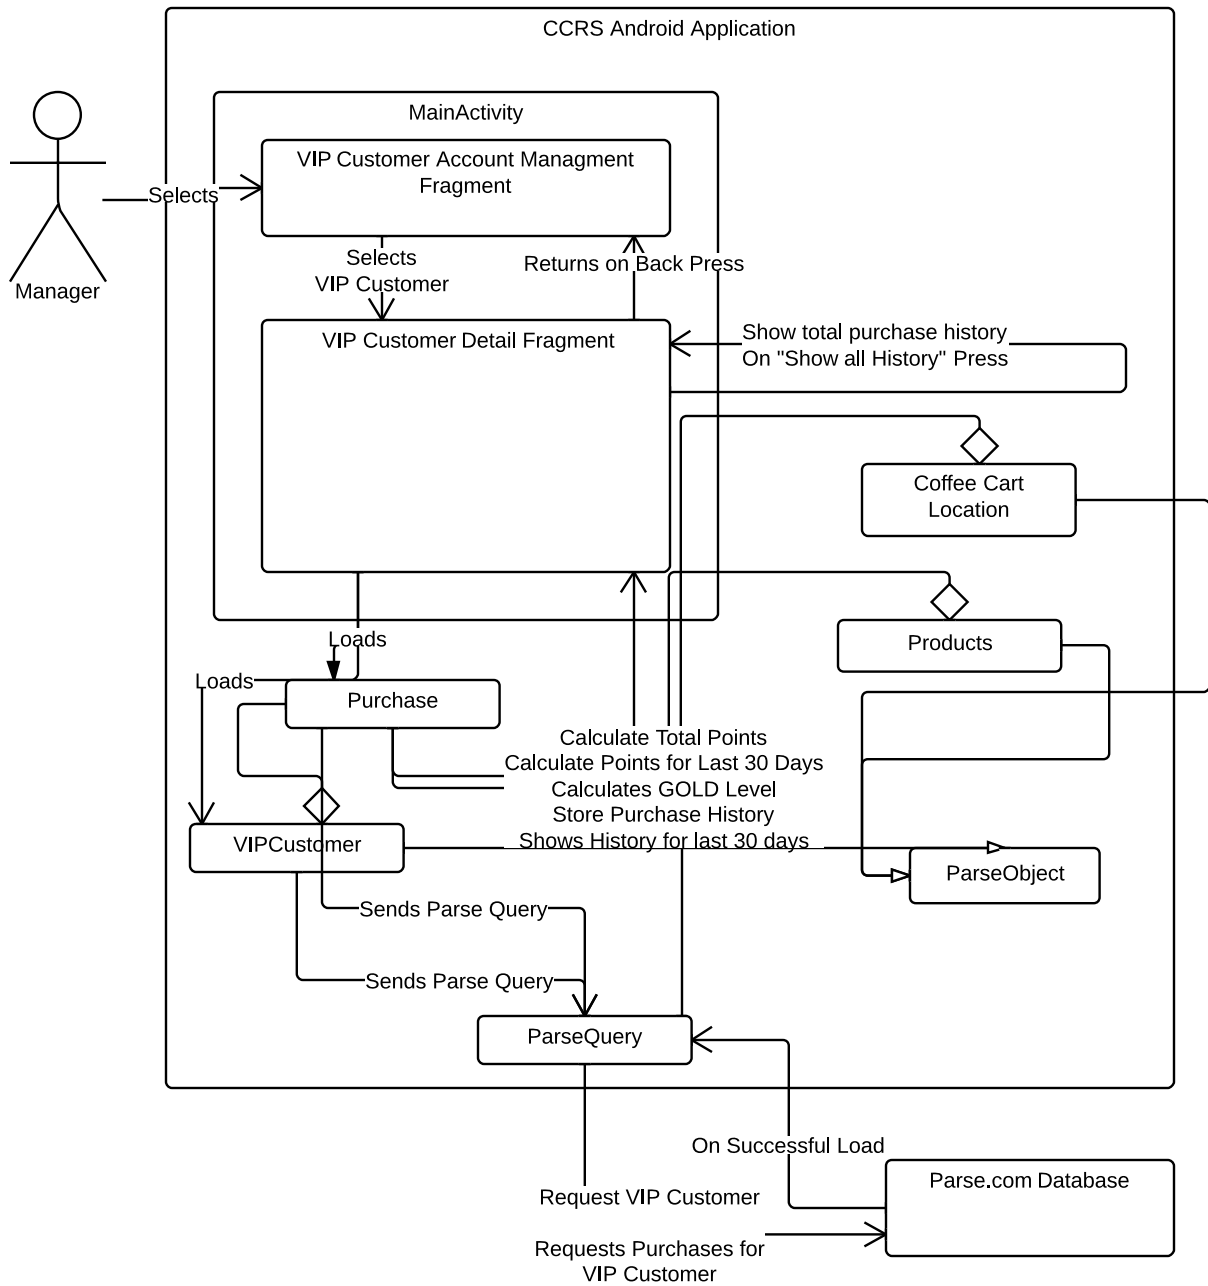 CCRS Android Application
MainActivity
VIP Customer Account Managment
Fragment
Selects
Manager
Selects
VIP Customer
Returns on Back Press
VIP Customer Detail Fragment
Show total purchase history
On "Show all History" Press
Coffee Cart
Location
Products
Loads
Loads
Purchase
Calculate Total Points
Calculate Points for Last 30 Days
Calculates GOLD Level
Store Purchase History
Shows History for last 30 days
VIPCustomer
ParseObject
Sends Parse Query
Sends Parse Query
ParseQuery
On Successful Load
Parse.com Database
Request VIP Customer
Requests Purchases for
VIP Customer